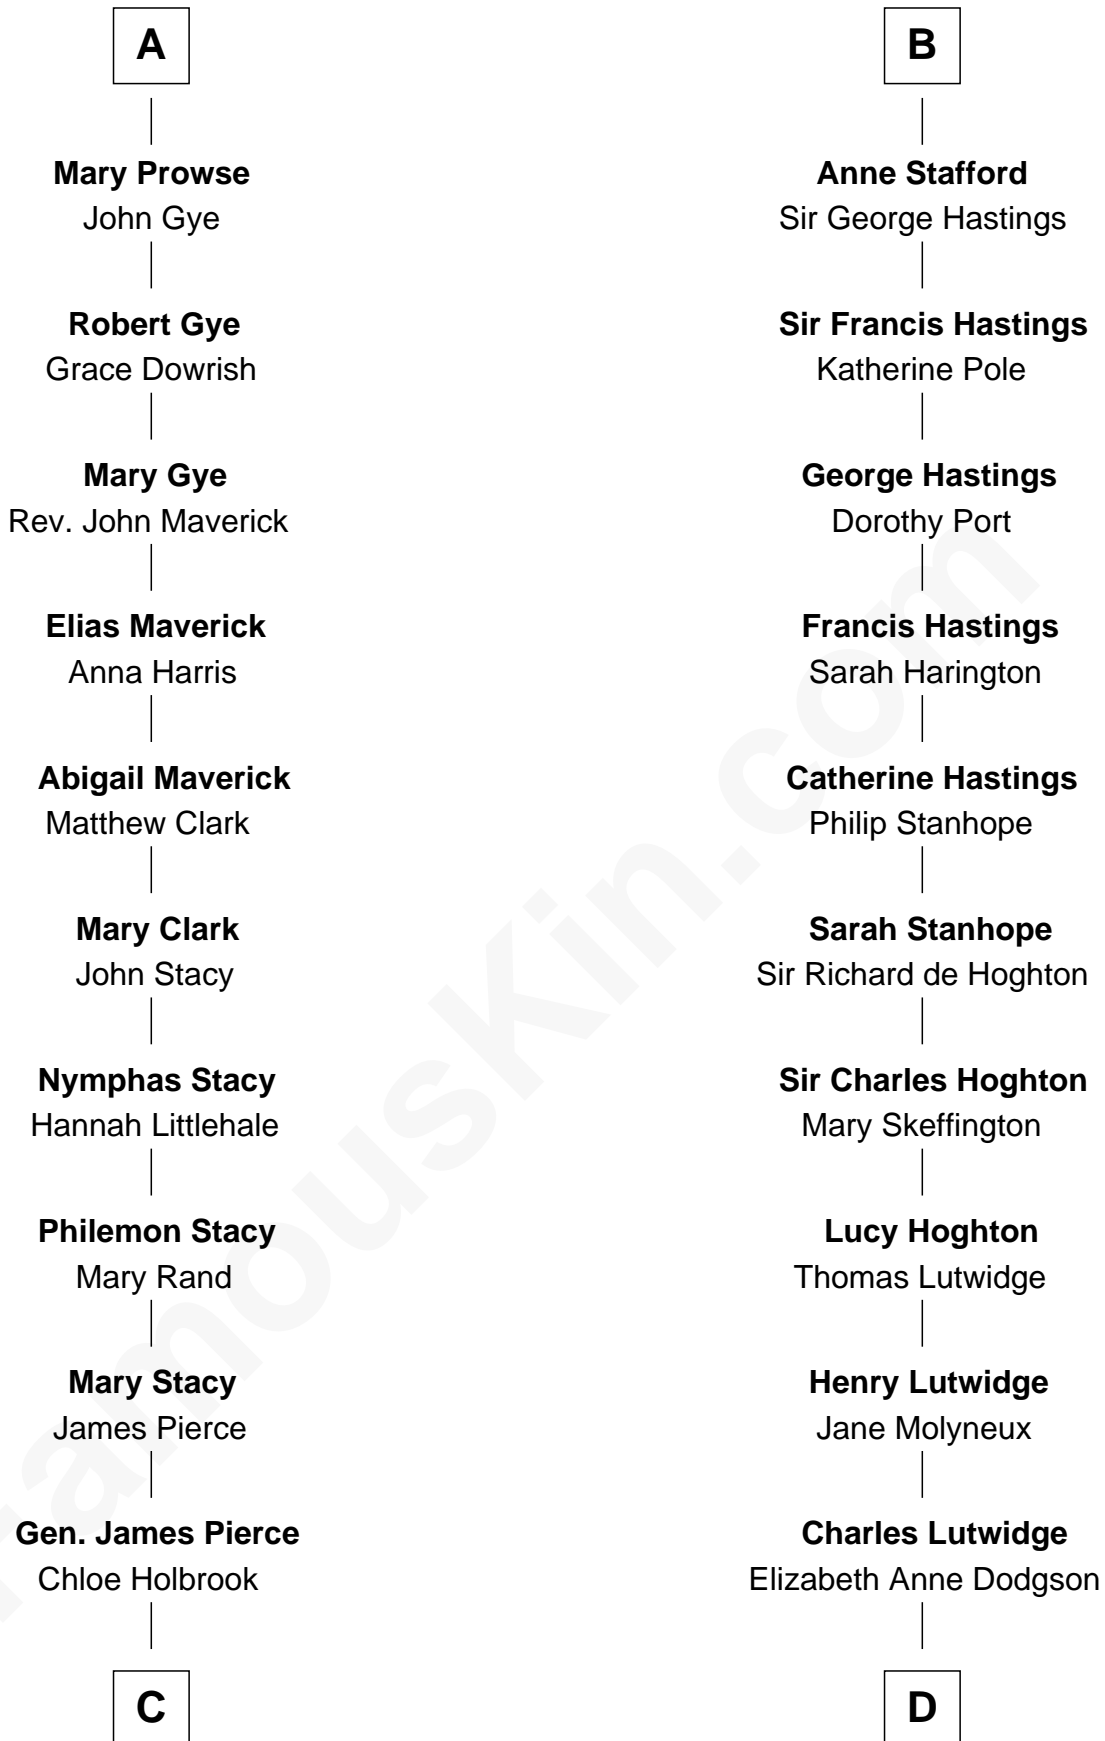 A
Mary Prowse
John Gye
Robert Gye
Grace Dowrish
Mary Gye
Rev. John Maverick
Elias Maverick
Anna Harris
Abigail Maverick
Matthew Clark
Mary Clark
John Stacy
Nymphas Stacy
Hannah Littlehale
Philemon Stacy
Mary Rand
Mary Stacy
James Pierce
Gen. James Pierce
Chloe Holbrook
C
B
Anne Stafford
Sir George Hastings
Sir Francis Hastings
Katherine Pole
George Hastings
Dorothy Port
Francis Hastings
Sarah Harington
Catherine Hastings
Philip Stanhope
Sarah Stanhope
Sir Richard de Hoghton
Sir Charles Hoghton
Mary Skeffington
Lucy Hoghton
Thomas Lutwidge
Henry Lutwidge
Jane Molyneux
Charles Lutwidge
Elizabeth Anne Dodgson
D
FamousKin.com